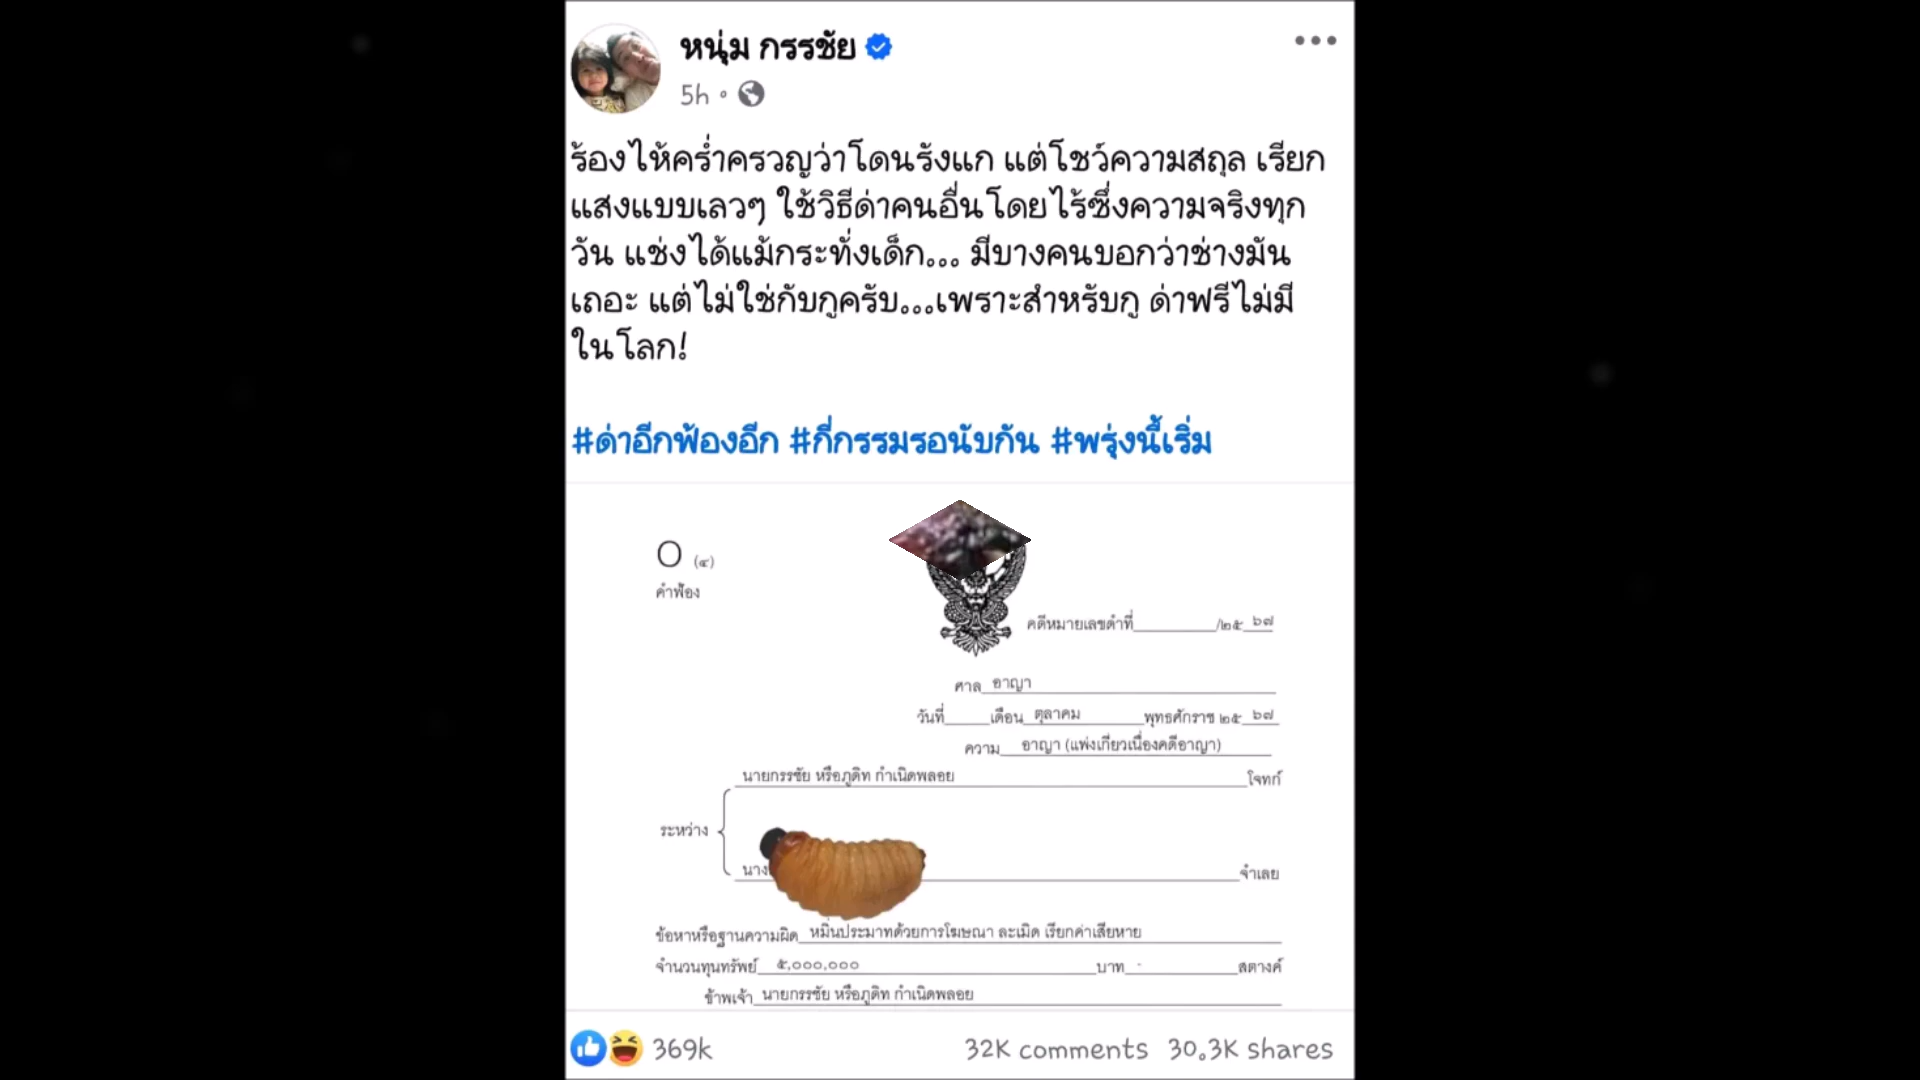 หนุ่ม กรรชัย
5h
ร้องไห้คร่ำครวญว่าโดนรังแก แต่โชว์ความสถุล เรียก
แสงแบบเลวๆ ใช้วิธีด่าคนอื่นโดยไร้ซึ่งความจริงทุก
วัน แช่งได้แม้กระทั่งเด็ก... มีบางคนบอกว่าช่างมัน
เถอะ แต่ไม่ใช่กับกูครับ...เพราะสำหรับกู ด่าฟรีไม่มี
ในโลก!
#ด่าอีกฟ้องอีก #กี่กรรมรอนับกัน #พรุ่งนี้เริ่ม
O (๔)
คำฟ้อง
คดีหมายเลขดำที่ /๒๕ ๖๗
ศาล อาญา
วันที่ เดือน ตุลาคม พุทธศักราช ๒๕ ๖๗
ความ อาญา (แพ่งเกี่ยวเนื่องคดีอาญา)
นายกรรชัย หรือภูดิท กำเนิดพลอย โจทก์
ระหว่าง
นาง จำเลย
ข้อหาหรือฐานความผิด หมิ่นประมาทด้วยการโฆษณา ละเมิด เรียกค่าเสียหาย
จำนวนทุนทรัพย์ ๕,๐๐๐,๐๐๐ บาท - สตางค์
ข้าพเจ้า นายกรรชัย หรือภูดิท กำเนิดพลอย
369k 32K comments 30.3K shares